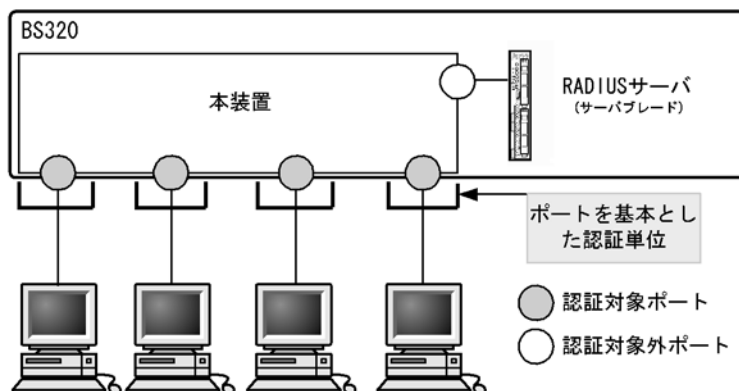 BS320
本装置
RADIUSサーバ
(サーバブレード)
ポートを基本とし
た認証単位
認証対象ポート
認証対象外ポート